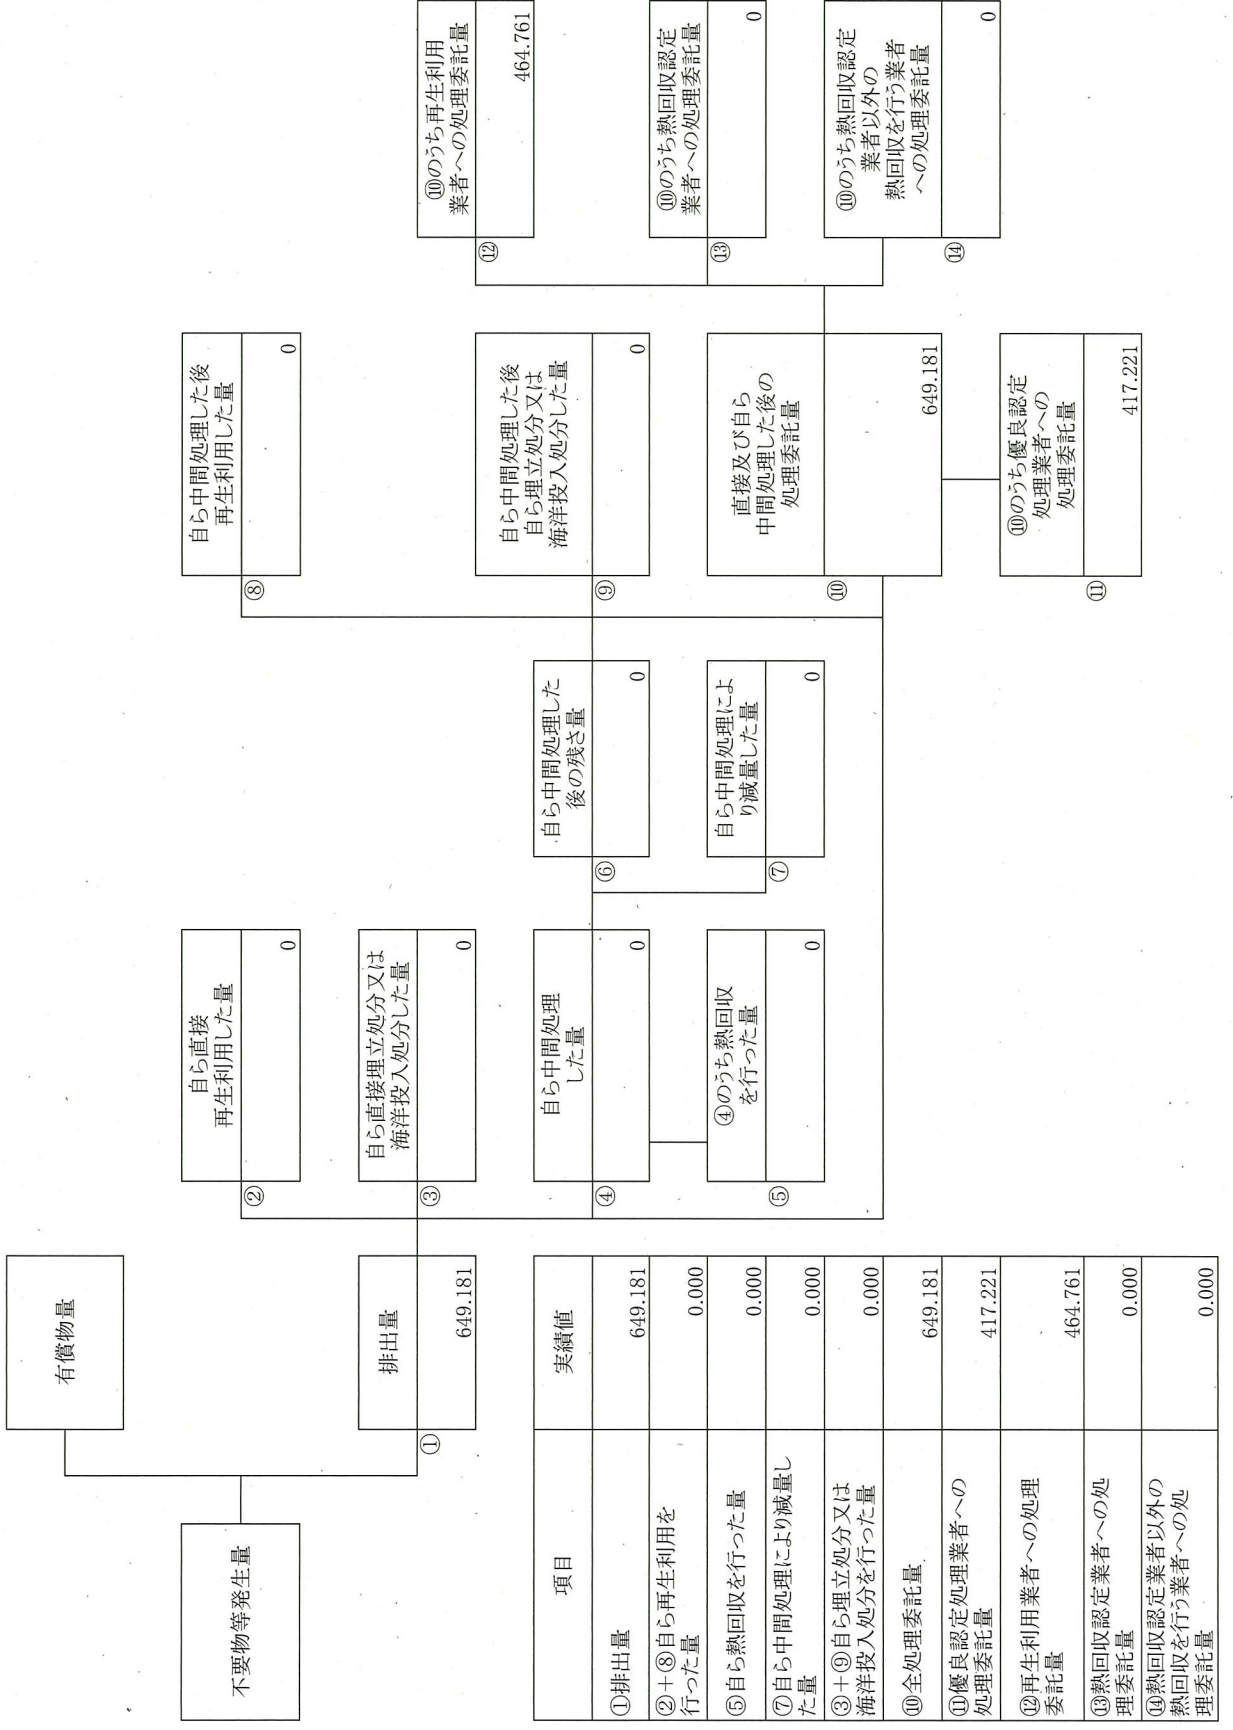 有償物量
不要物等発生量
①
排出量
649.181
②
自ら直接
再生利用した量
0
③
自ら直接埋立処分又は
海洋投入処分した量
0
④
自ら中間処理
した量
0
⑤
④のうち熱回収
を行った量
0
⑥
自ら中間処理した
後の残さ量
0
⑦
自ら中間処理によ
り減量した量
0
⑧
自ら中間処理した後
再生利用した量
0
⑨
自ら中間処理した後
自ら埋立処分又は
海洋投入処分した量
0
⑩
直接及び自ら
中間処理した後の
処理委託量
649.181
⑪
⑩のうち優良認定
処理業者への
処理委託量
417.221
⑫
⑩のうち再生利用
業者への処理委託量
464.761
⑬
⑩のうち熱回収認定
業者への処理委託量
0
⑭
⑩のうち熱回収認定
業者以外の
熱回収を行う業者
への処理委託量
0
項目 実績値
①排出量 649.181
②+⑧自ら再生利用を
行った量 0.000
⑤自ら熱回収を行った量 0.000
⑦自ら中間処理により減量し
た量 0.000
③+⑨自ら埋立処分又は
海洋投入処分を行った量 0.000
⑩全処理委託量 649.181
⑪優良認定処理業者への
処理委託量 417.221
⑫再生利用業者への処理
委託量 464.761
⑬熱回収認定業者への処
理委託量 0.000
⑭熱回収認定業者以外の
熱回収を行う業者への処
理委託量 0.000